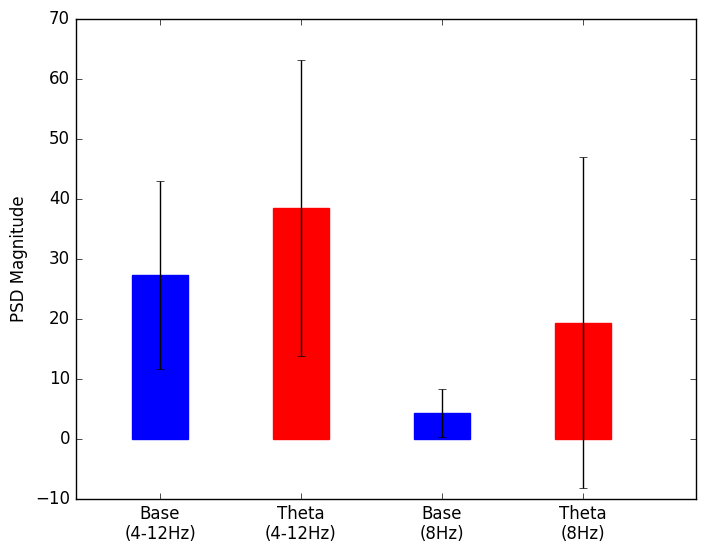 70
60
50
40
30
20
10
0
−10
PSD Magnitude
Base
(4-12Hz)
Theta
(4-12Hz)
Base
(8Hz)
Theta
(8Hz)